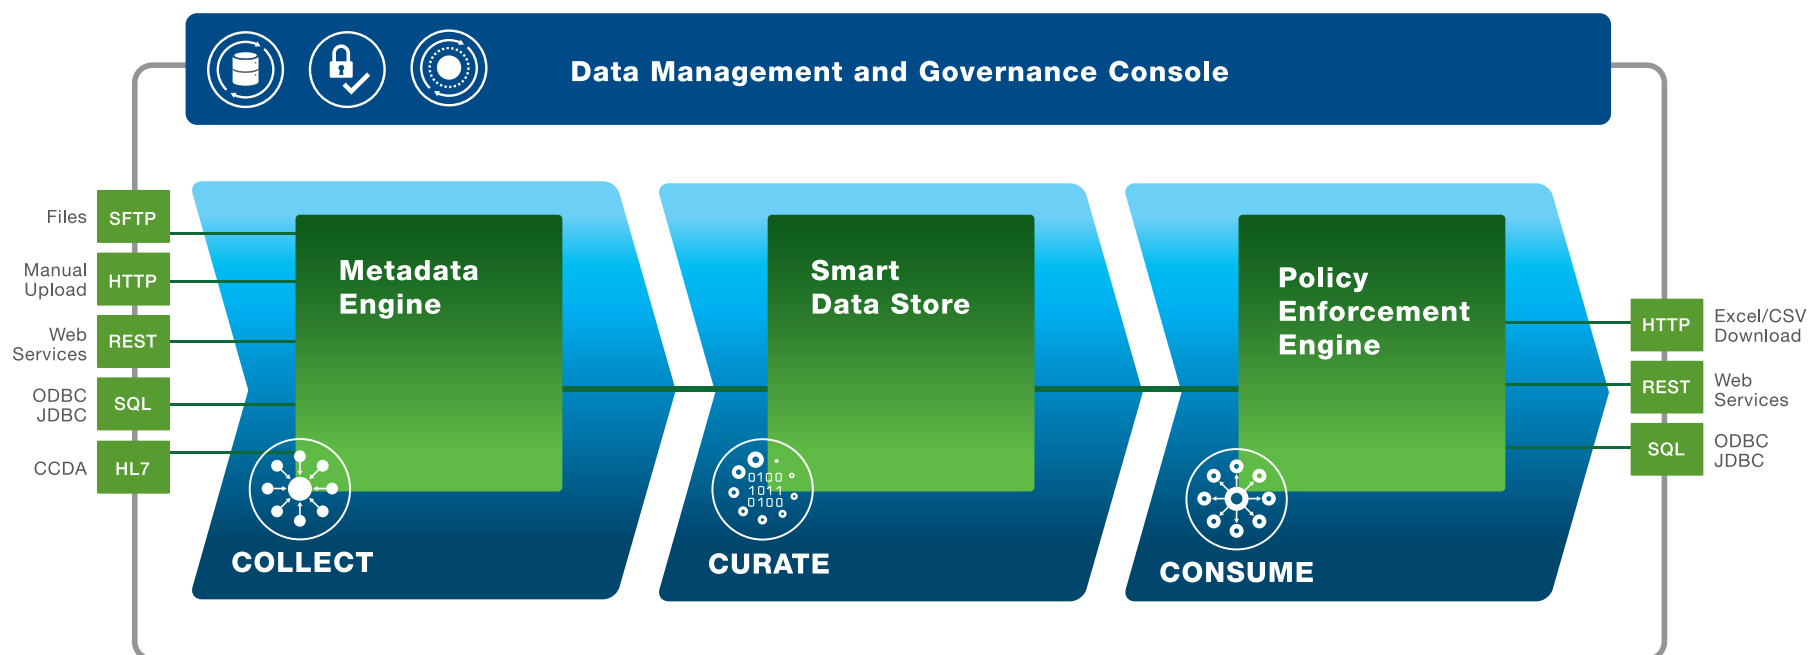 Data Management and Governance Console
Files
SFTP
Manual
Upload
HTTP
Web
Services
REST
ODBC
JDBC
SQL
CCDA
HL7
Metadata
Engine
COLLECT
Smart
Data Store
0100
1011
0100
CURATE
Policy
Enforcement
Engine
CONSUME
HTTP
Excel/CSV
Download
REST
Web
Services
SQL
ODBC
JDBC